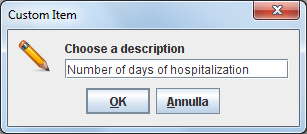 Custom Item
Choose a description
Number of days of hospitalization
OK Annulla